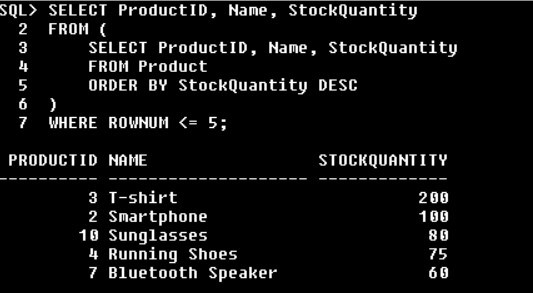 SQL> SELECT ProductID, Name, StockQuantity
  2  FROM (
  3      SELECT ProductID, Name, StockQuantity
  4      FROM Product
  5      ORDER BY StockQuantity DESC
  6  )
  7  WHERE ROWNUM <= 5;

 PRODUCTID NAME                 STOCKQUANTITY
---------- -------------------- -------------
         3 T-shirt                        200
         2 Smartphone                     100
        10 Sunglasses                      80
         4 Running Shoes                   75
         7 Bluetooth Speaker               60